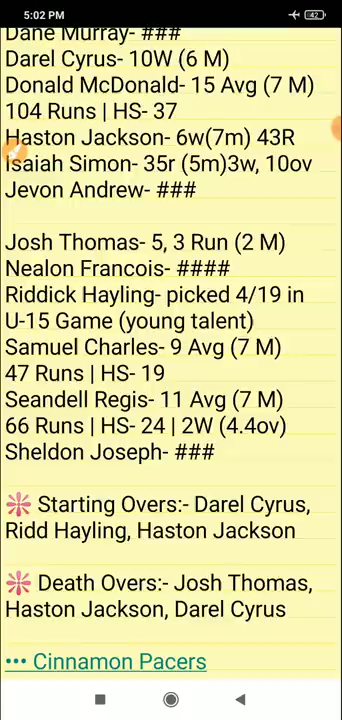 5:02 PM
42
Dane Murray- ###
Darel Cyrus- 10W (6 M)
Donald McDonald- 15 Avg (7 M)
104 Runs | HS- 37
Haston Jackson- 6w(7m) 43R
Isaiah Simon- 35r (5m)3w, 10ov
Jevon Andrew- ###
Josh Thomas- 5, 3 Run (2 M)
Nealon Francois- ####
Riddick Hayling- picked 4/19 in
U-15 Game (young talent)
Samuel Charles- 9 Avg (7 M)
47 Runs | HS- 19
Seandell Regis- 11 Avg (7 M)
66 Runs | HS- 24 | 2W (4.4ov)
Sheldon Joseph- ###
Starting Overs:- Darel Cyrus,
Ridd Hayling, Haston Jackson
Death Overs:- Josh Thomas,
Haston Jackson, Darel Cyrus
••• Cinnamon Pacers